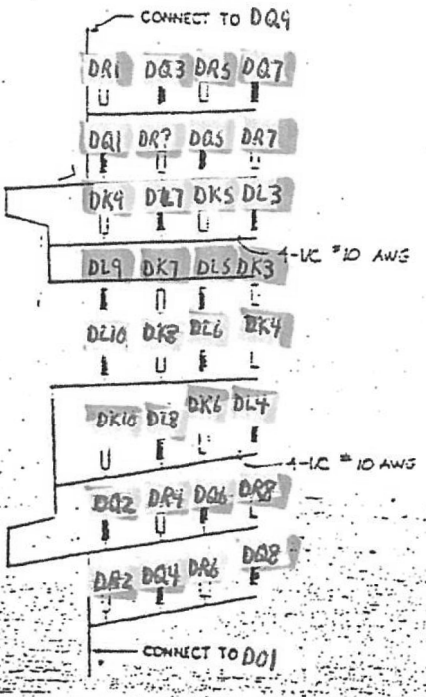 CONNECT TO DQ9
DR1 DQ3 DR5 DQ7
DQ1 DR? DQ5 DR7
DK9 DL7 DK5 DL3
4-1/C #10 AWG
DL9 DK7 DL5 DK3
DL10 DK8 DL6 DK4
DK10 DL8 DK6 DL4
4-1/C #10 AWG
DQ2 DR4 DQ6 DR8
DR2 DQ4 DR6 DQ8
CONNECT TO D01